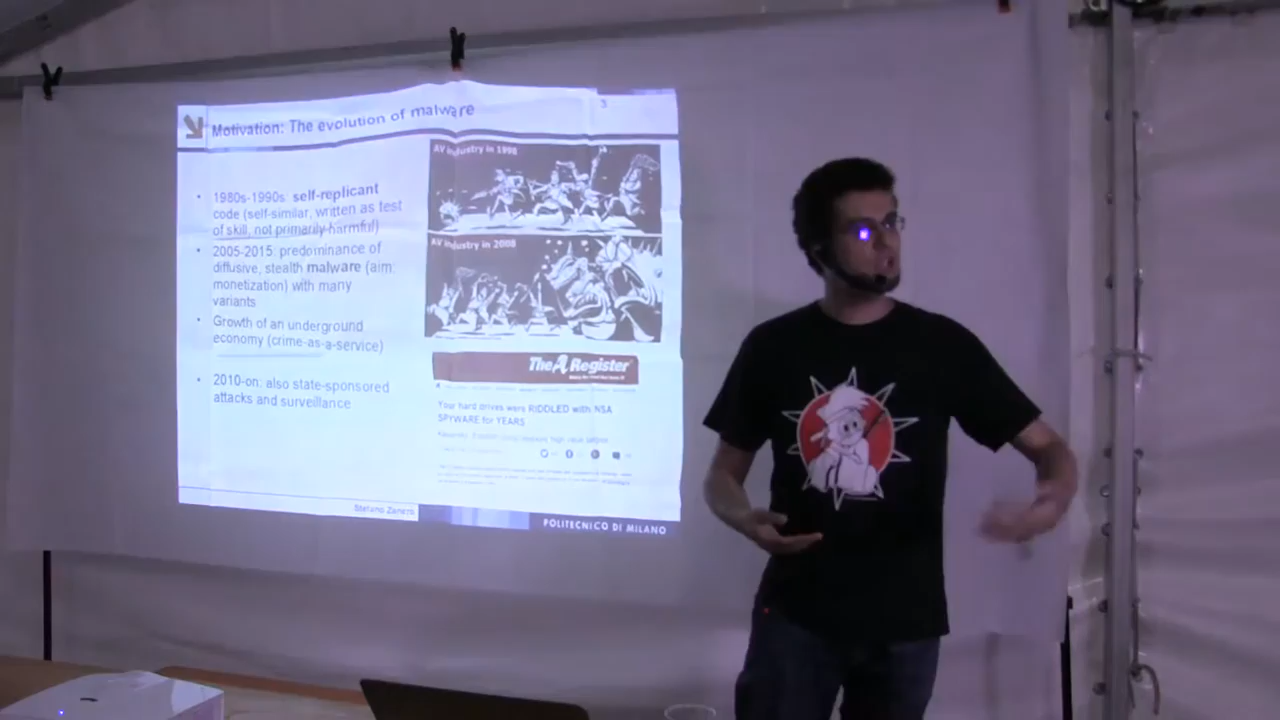 Motivation: The evolution of malware
3
• 1980s-1990s: self-replicant
code (self-similar, written as test
of skill, not primarily harmful)
• 2005-2015: predominance of
diffusive, stealth malware (aim:
monetization) with many
variants
• Growth of an underground
economy (crime-as-a-service)
• 2010-on: also state-sponsored
attacks and surveillance
AV industry in 1998
AV industry in 2008
The A Register
Your hard drives were RIDDLED with NSA
SPYWARE for YEARS
Stefano Zanero
POLITECNICO DI MILANO